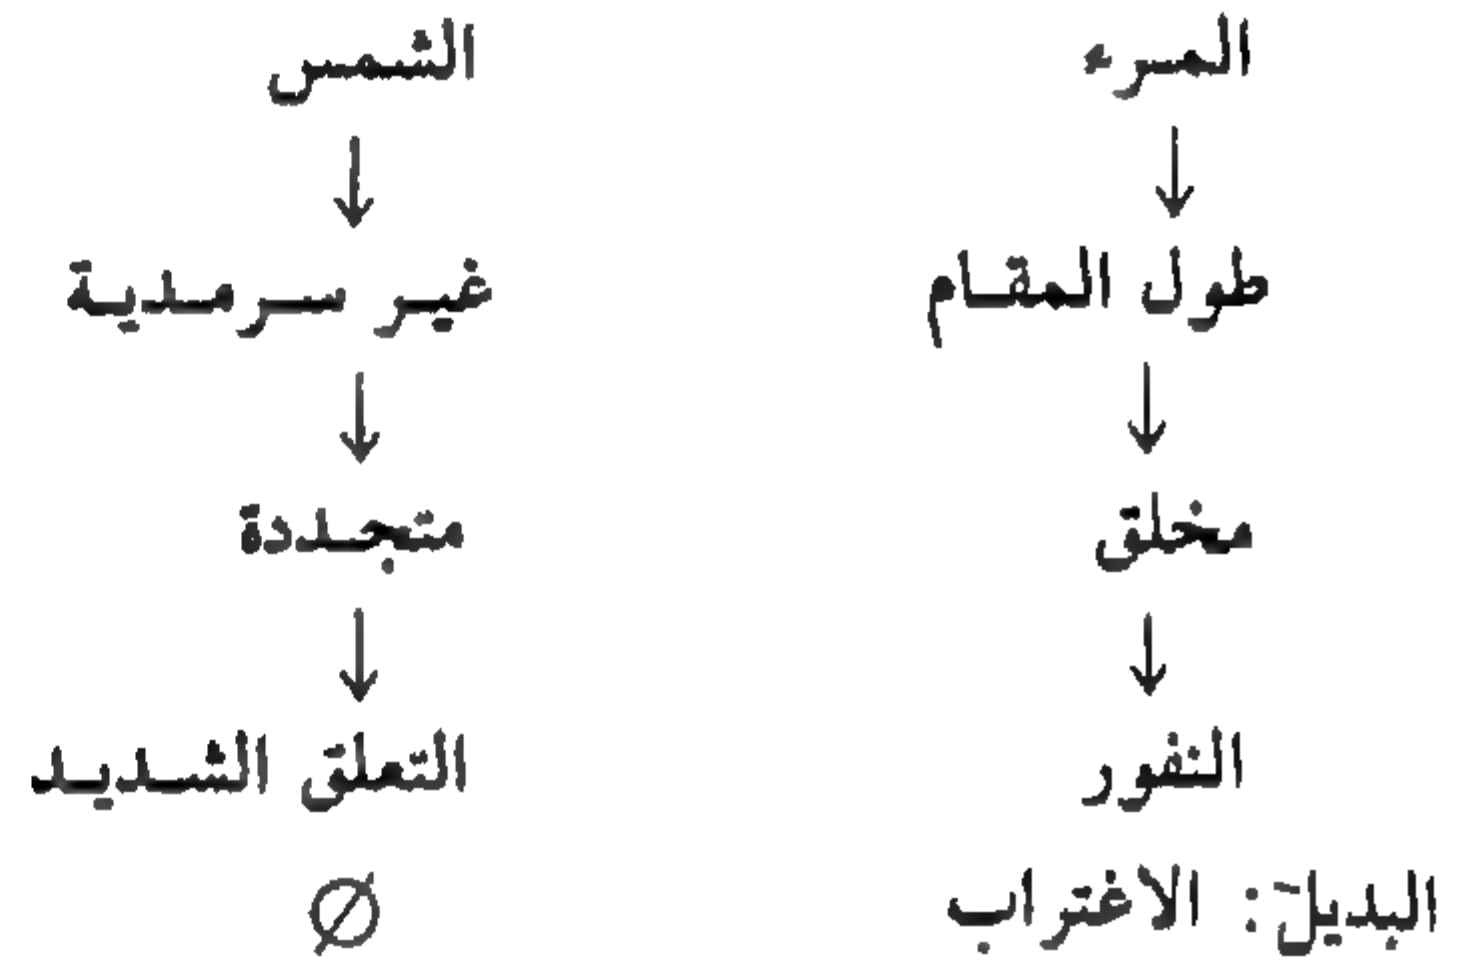 المرء
↓
طول المقام
↓
مخلق
↓
النفور
البديل: الاغتراب
الشمس
↓
غير سرمدية
↓
متجددة
↓
التعلق الشديد
∅